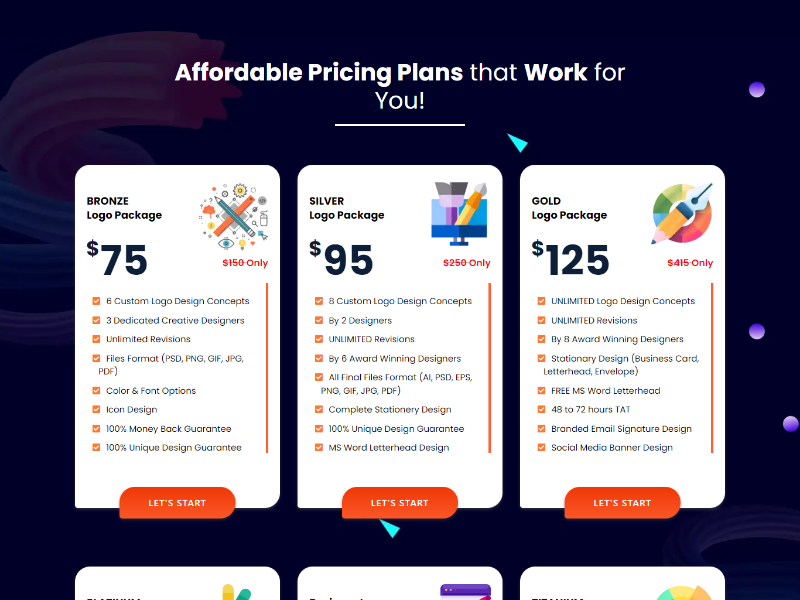 Affordable Pricing Plans that Work for
You!
BRONZE
Logo Package
$75
$150 Only
6 Custom Logo Design Concepts
3 Dedicated Creative Designers
Unlimited Revisions
Files Format (PSD, PNG, GIF, JPG,
PDF)
Color & Font Options
Icon Design
100% Money Back Guarantee
100% Unique Design Guarantee
LET'S START
SILVER
Logo Package
$95
$250 Only
8 Custom Logo Design Concepts
By 2 Designers
UNLIMITED Revisions
By 6 Award Winning Designers
All Final Files Format (AI, PSD, EPS,
PNG, GIF, JPG, PDF)
Complete Stationery Design
100% Unique Design Guarantee
MS Word Letterhead Design
LET'S START
GOLD
Logo Package
$125
$415 Only
UNLIMITED Logo Design Concepts
UNLIMITED Revisions
By 8 Award Winning Designers
Stationary Design (Business Card,
Letterhead, Envelope)
FREE MS Word Letterhead
48 to 72 hours TAT
Branded Email Signature Design
Social Media Banner Design
LET'S START
PLATINUM
TITANIUM